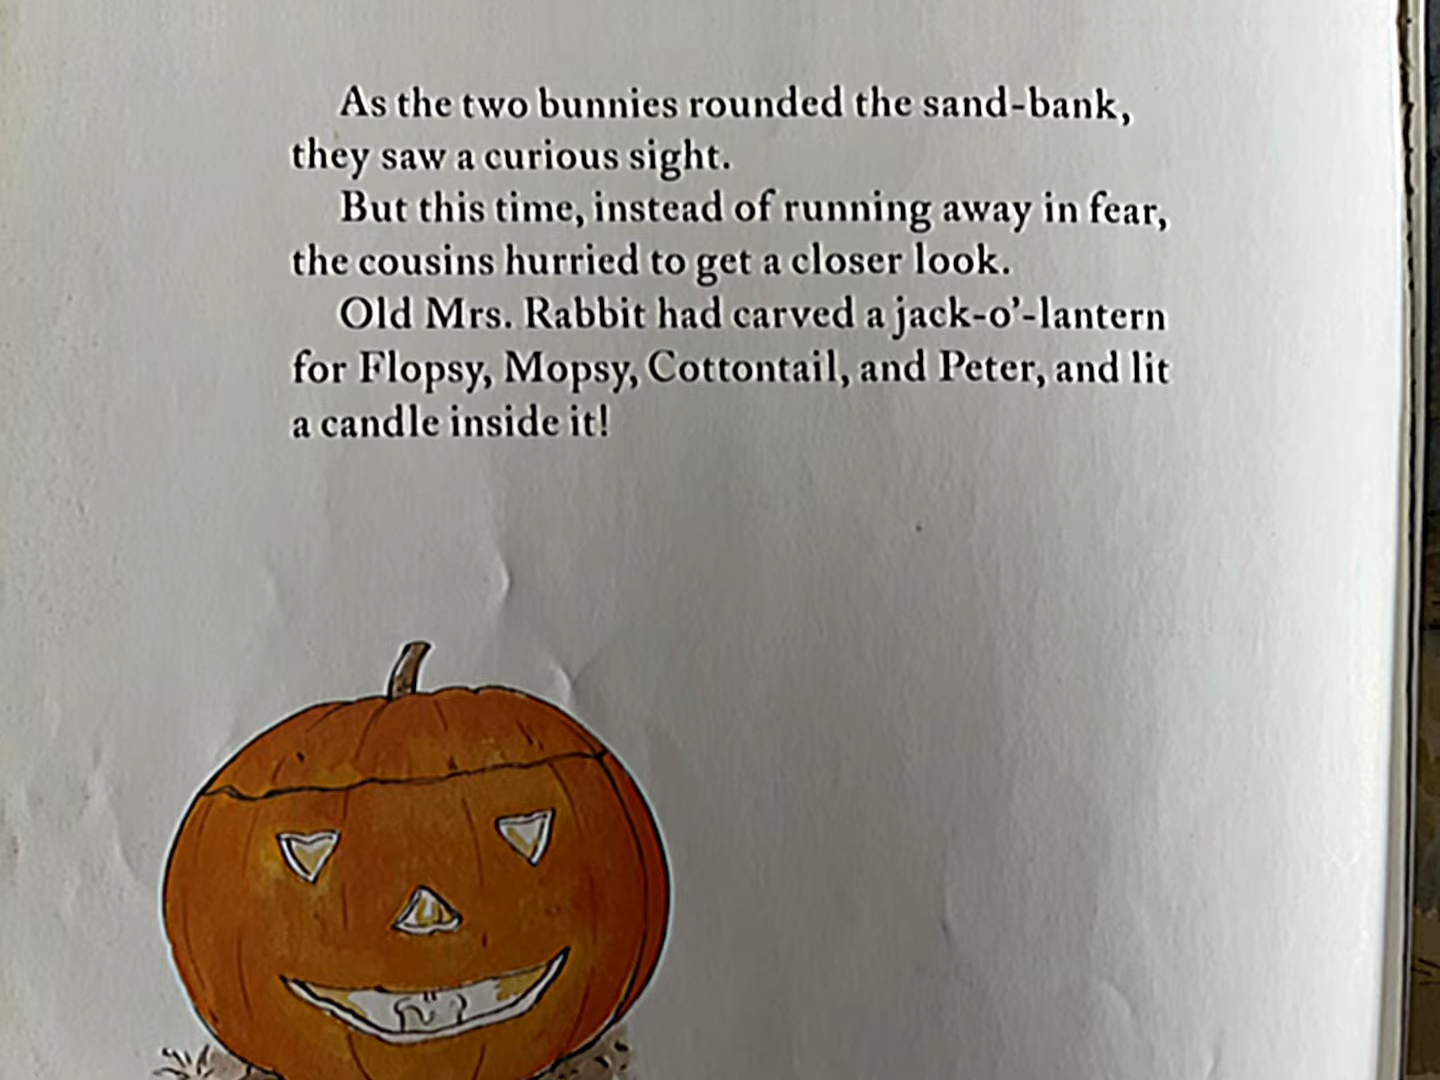 As the two bunnies rounded the sand-bank,
they saw a curious sight.
But this time, instead of running away in fear,
the cousins hurried to get a closer look.
Old Mrs. Rabbit had carved a jack-o’-lantern
for Flopsy, Mopsy, Cottontail, and Peter, and lit
a candle inside it!